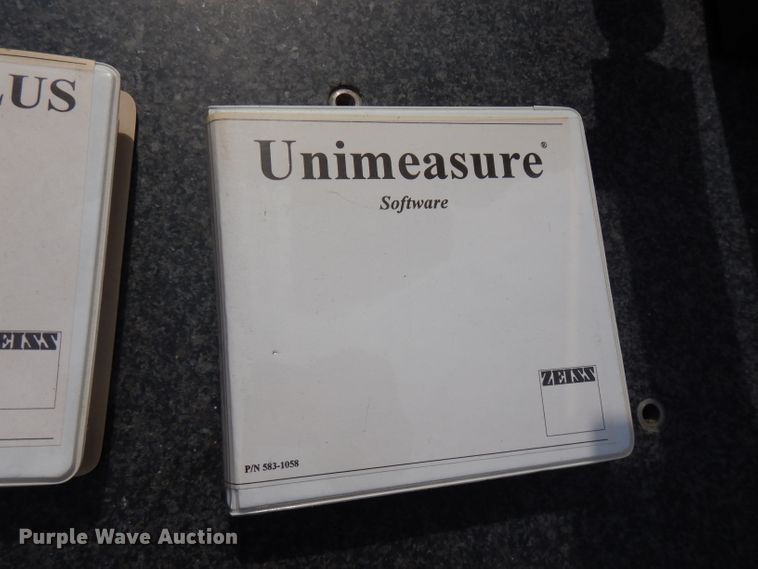 LUS
ZEISS
Unimeasure®
Software
ZEISS
P/N 583-1058
Purple Wave Auction